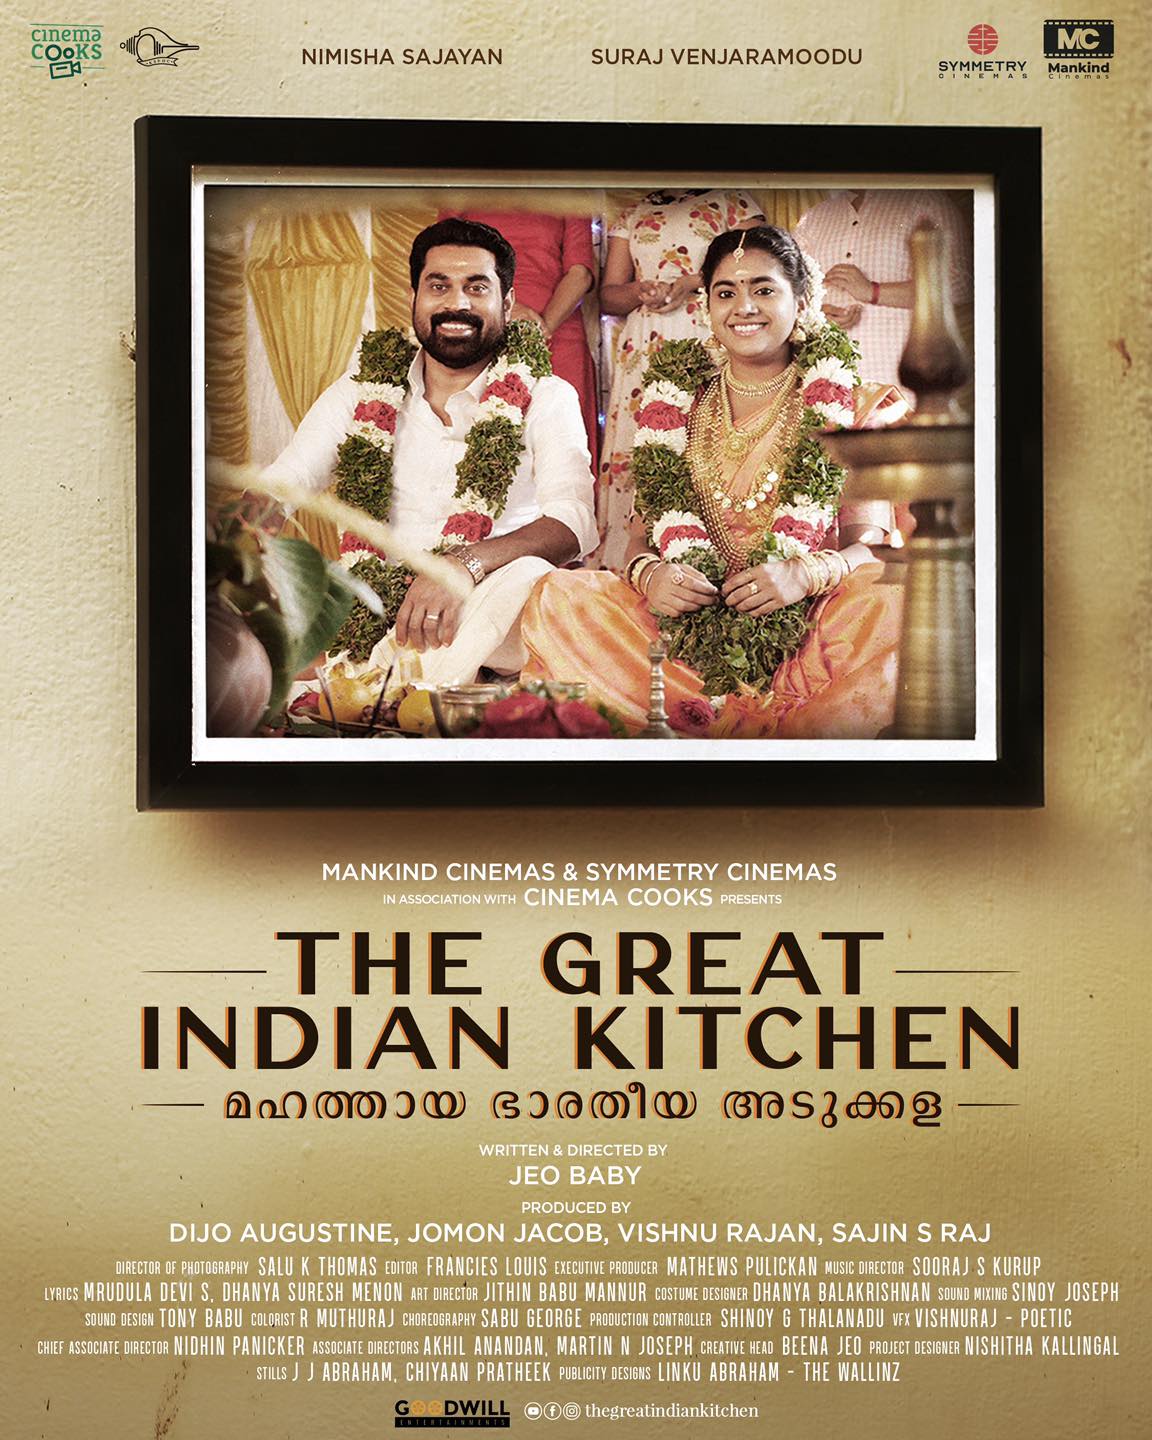 cinema
COOKS
NIMISHA SAJAYAN
SURAJ VENJARAMOODU
SYMMETRY
CINEMAS
MC
Mankind
Cinemas
MANKIND CINEMAS & SYMMETRY CINEMAS
IN ASSOCIATION WITH CINEMA COOKS PRESENTS
THE GREAT
INDIAN KITCHEN
മഹത്തായ ഭാരതീയ അടുക്കള
WRITTEN & DIRECTED BY
JEO BABY
PRODUCED BY
DIJO AUGUSTINE, JOMON JACOB, VISHNU RAJAN, SAJIN S RAJ
DIRECTOR OF PHOTOGRAPHY SALU K THOMAS EDITOR FRANCIES LOUIS EXECUTIVE PRODUCER MATHEWS PULICKAN MUSIC DIRECTOR SOORAJ S KURUP
LYRICS MRUDULA DEVI S, DHANYA SURESH MENON ART DIRECTOR JITHIN BABU MANNUR COSTUME DESIGNER DHANYA BALAKRISHNAN SOUND MIXING SINOY JOSEPH
SOUND DESIGN TONY BABU COLORIST R MUTHURAJ CHOREOGRAPHY SABU GEORGE PRODUCTION CONTROLLER SHINOY G THALANADU VFX VISHNURAJ - POETIC
CHIEF ASSOCIATE DIRECTOR NIDHIN PANICKER ASSOCIATE DIRECTORS AKHIL ANANDAN, MARTIN N JOSEPH CREATIVE HEAD BEENA JEO PROJECT DESIGNER NISHITHA KALLINGAL
STILLS J J ABRAHAM, CHIYAAN PRATHEEK PUBLICITY DESIGNS LINKU ABRAHAM - THE WALLINZ
GOODWILL
ENTERTAINMENTS
thegreatindiankitchen